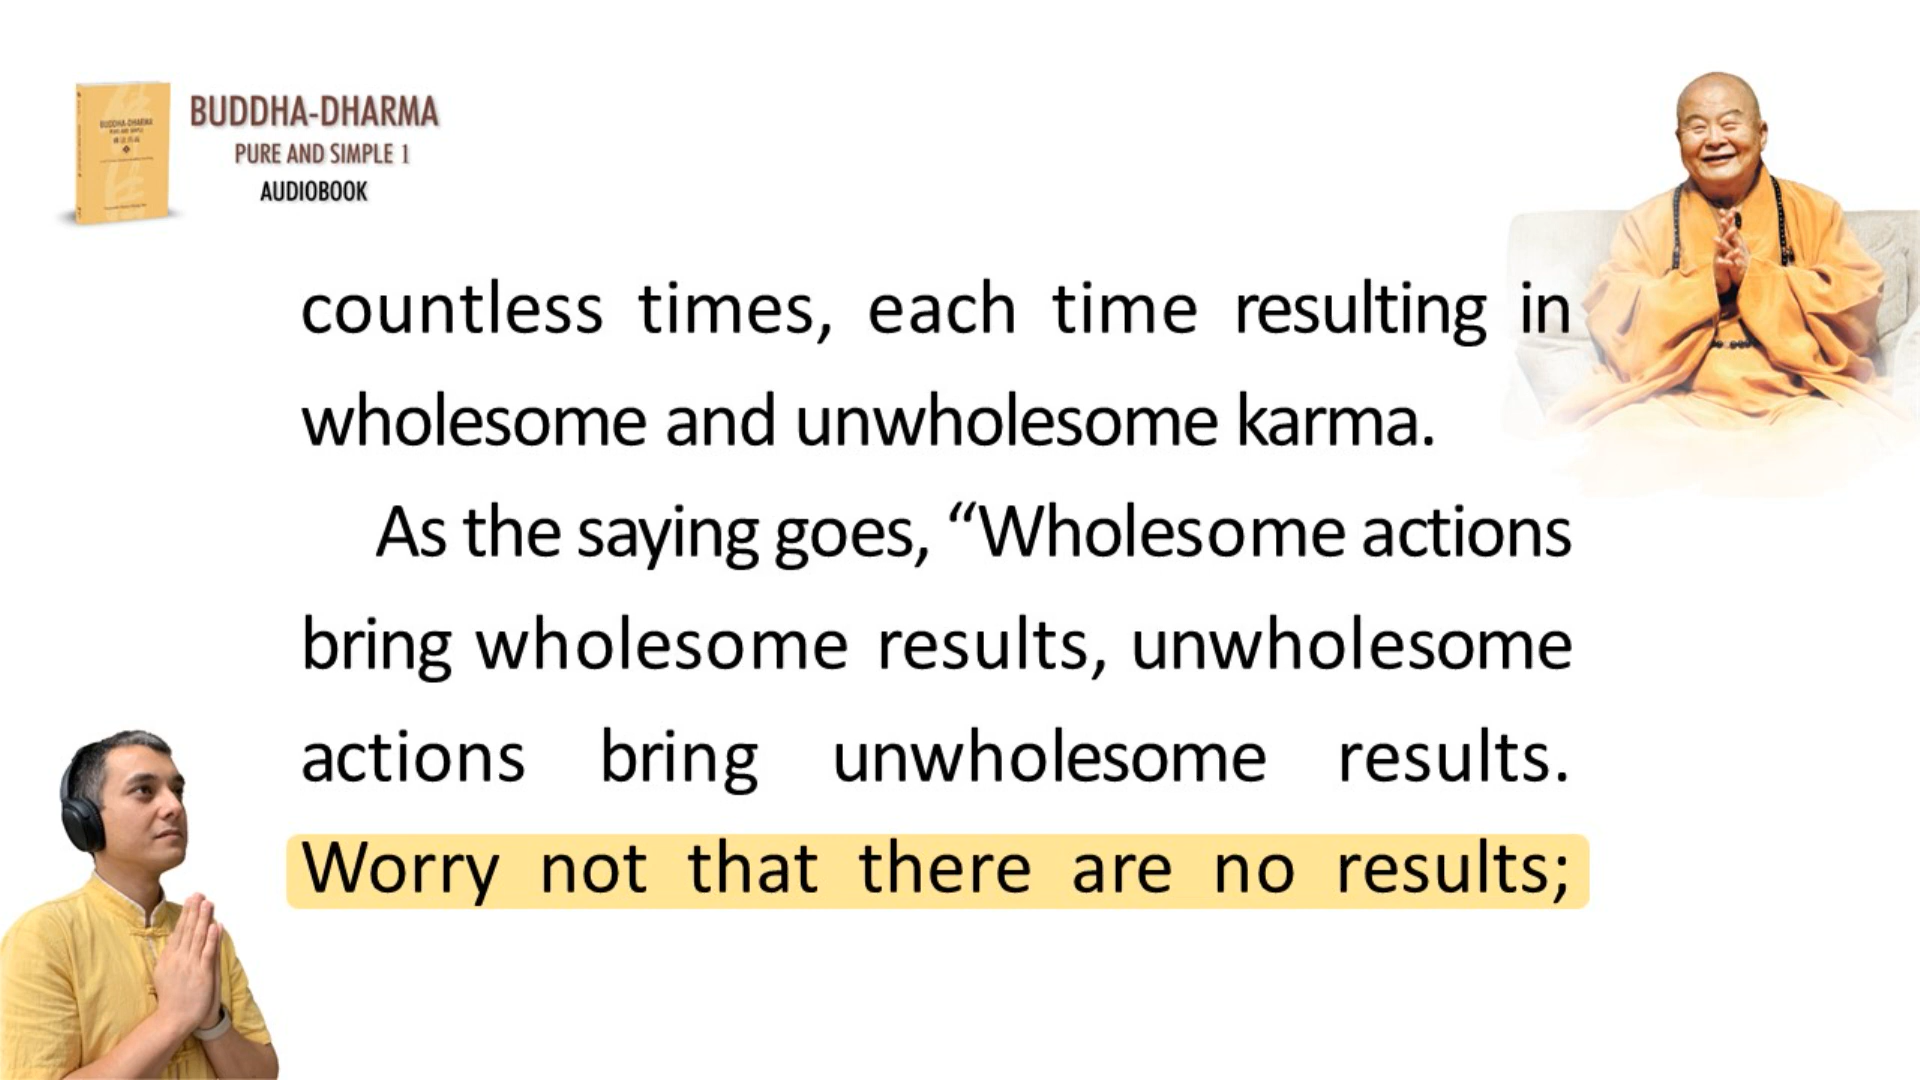 BUDDHA-DHARMA
PURE AND SIMPLE 1
AUDIOBOOK
BUDDHA-DHARMA
countless times, each time resulting in
wholesome and unwholesome karma.
As the saying goes, “Wholesome actions
bring wholesome results, unwholesome
actions bring unwholesome results.
Worry not that there are no results;